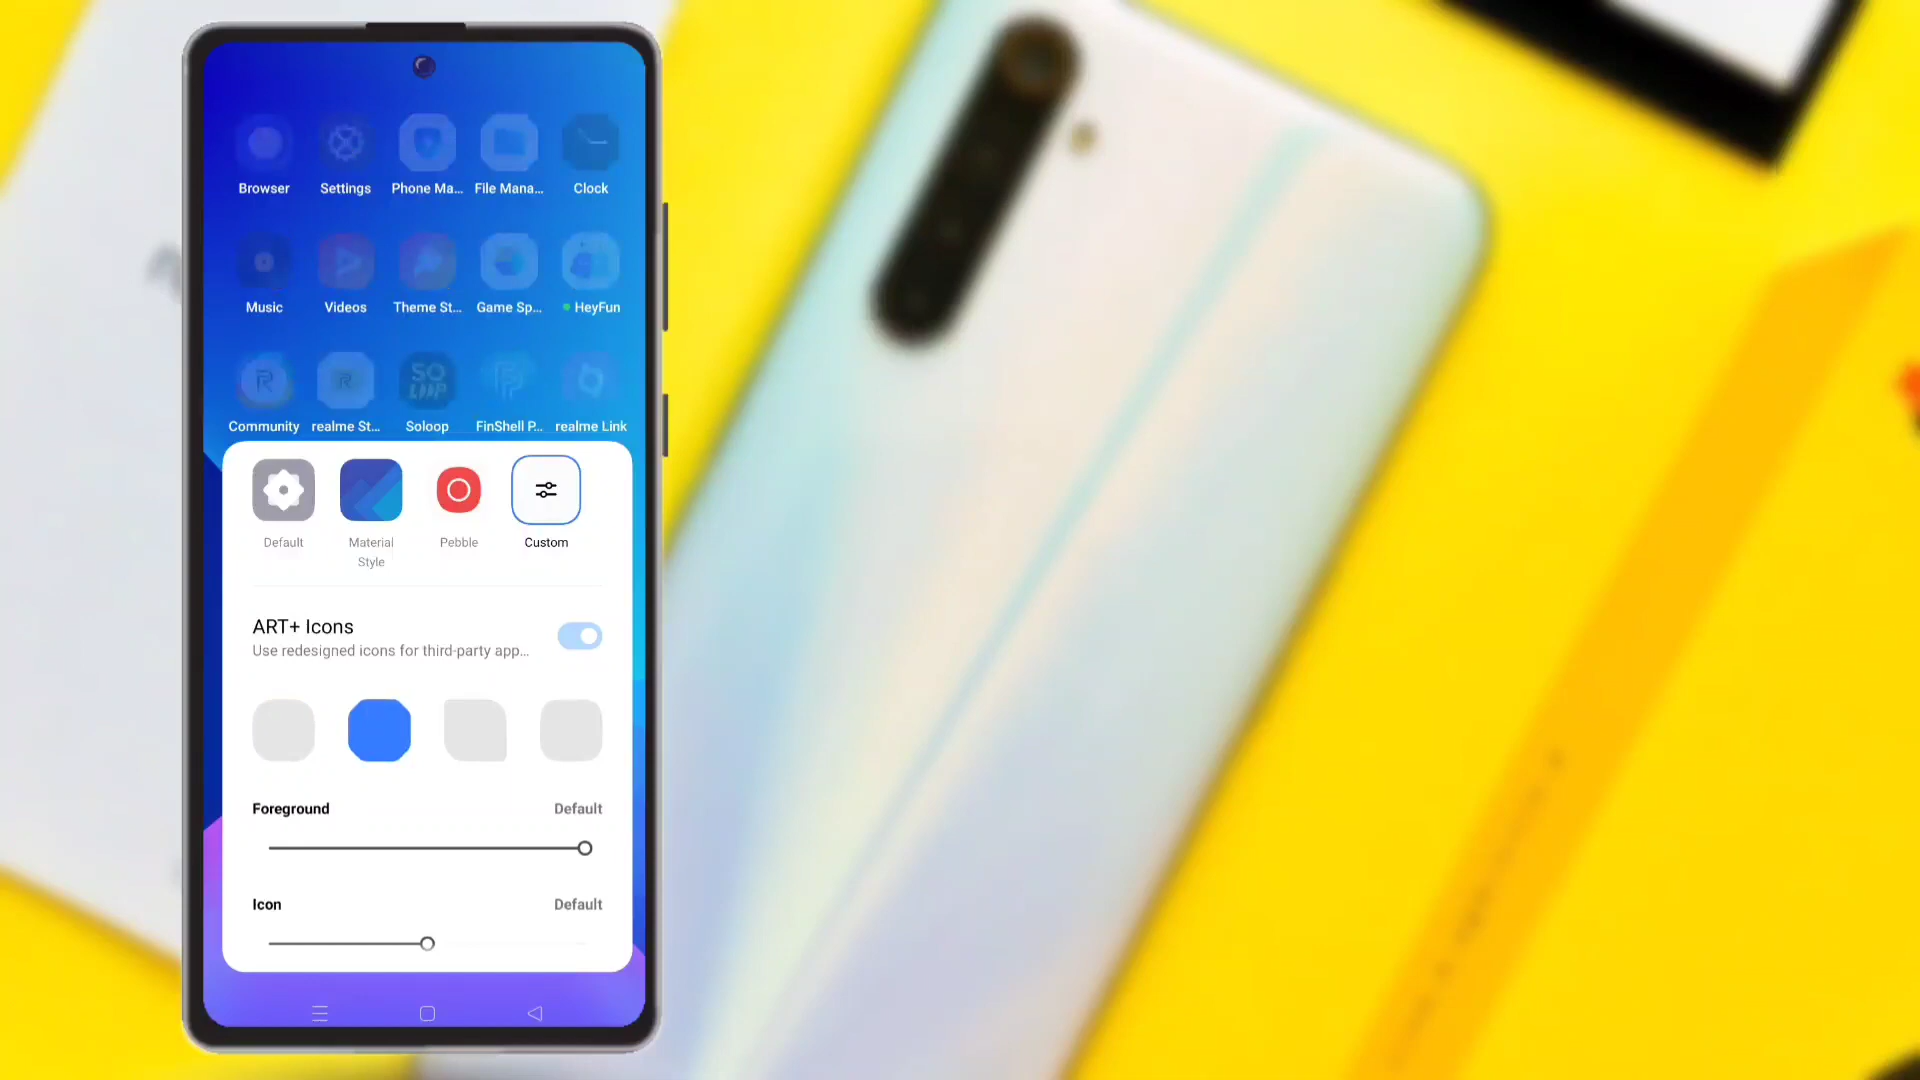 Browser Settings Phone Ma... File Mana... Clock
Music Videos Theme St... Game Sp... HeyFun
SO
LOOP
Community realme St... Soloop FinShell P... realme Link
Default Material Style Pebble Custom
ART+ Icons
Use redesigned icons for third-party app...
Foreground Default
Icon Default